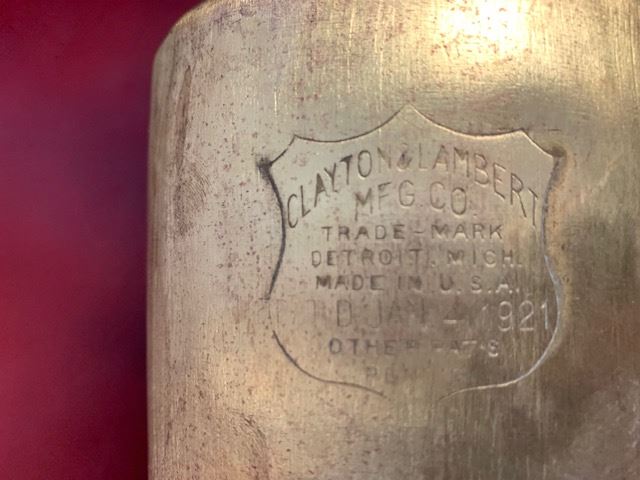 CLAYTON & LAMBERT
MFG. CO.
TRADE-MARK
DETROIT, MICH.
MADE IN U.S.A.
D JAN. 4, 1921
OTHER PAT'S